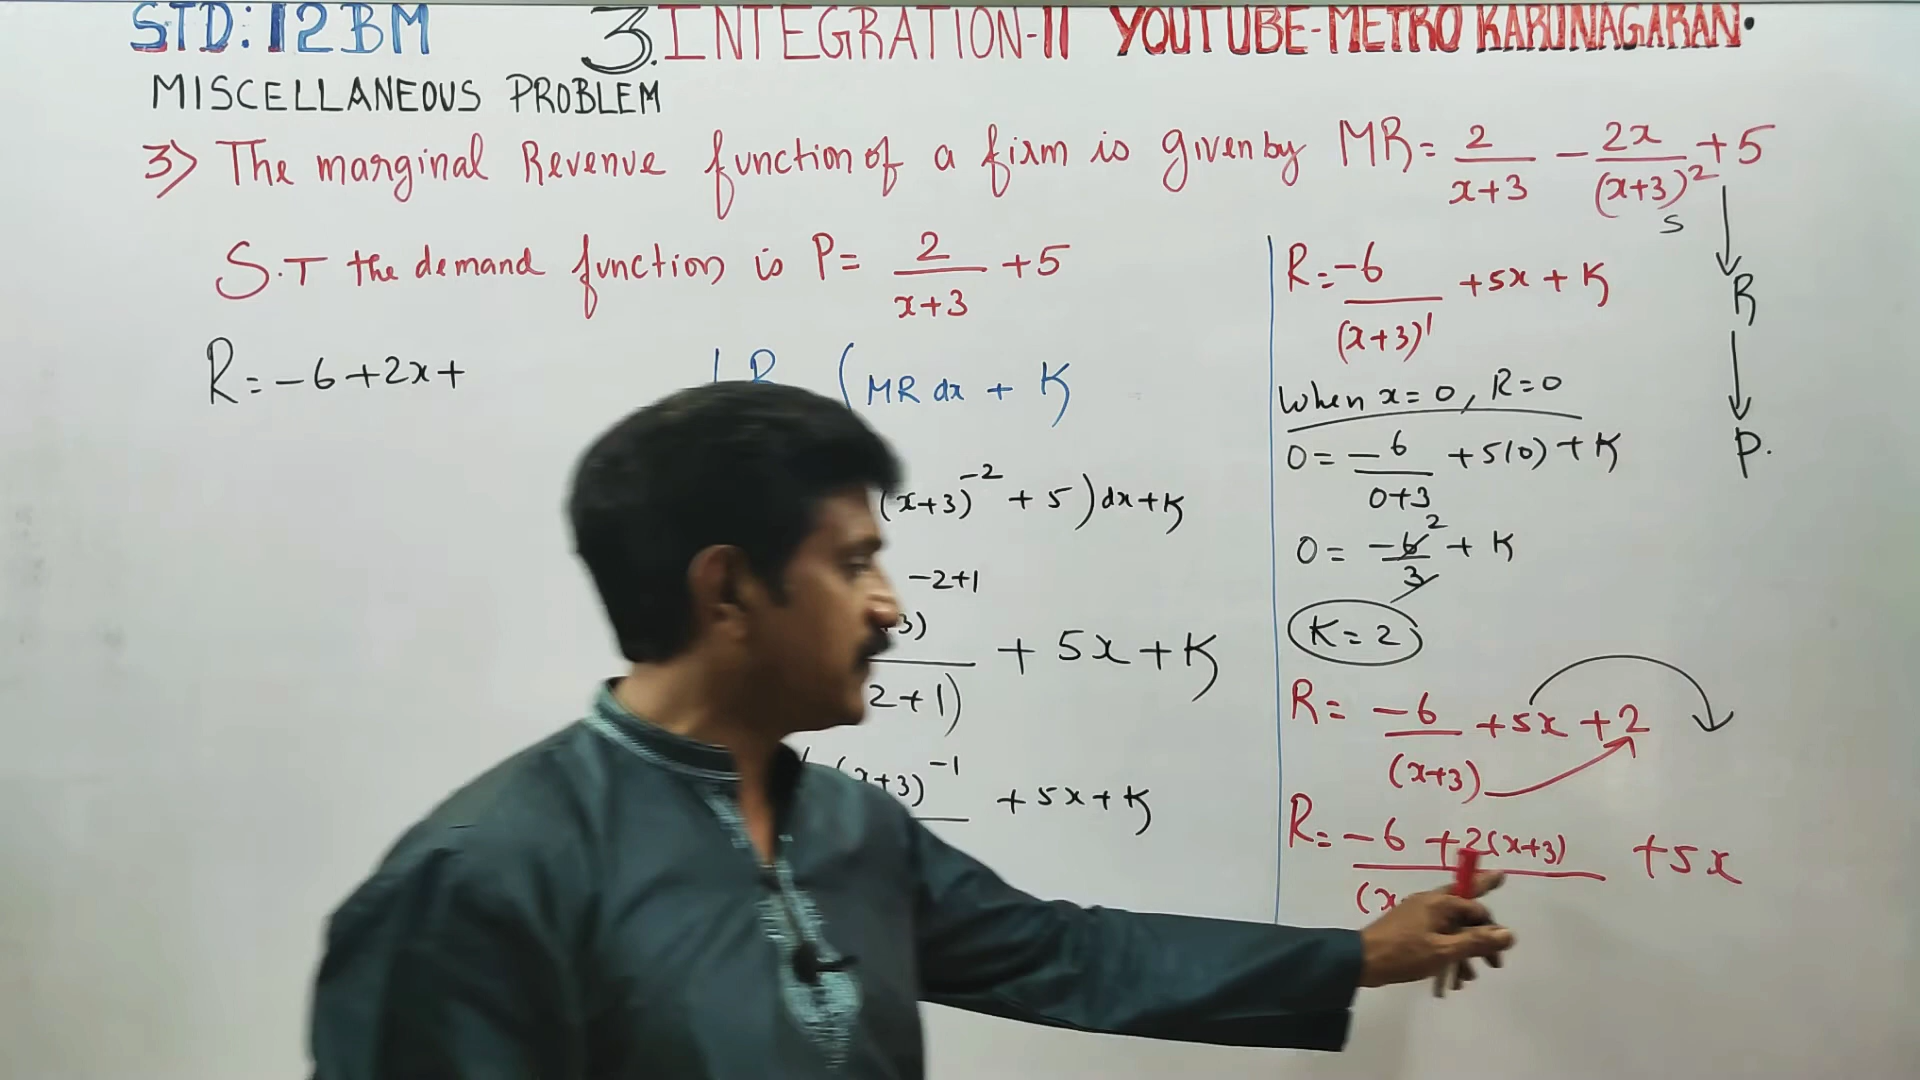 STD: 12 BM 3. INTEGRATION-II YOUTUBE-METRO KARUNAGARAN.
MISCELLANEOUS PROBLEM
3) The marginal Revenue function of a firm is given by MR = 2/(x+3) - 2x/(x+3)^2 + 5
S.T the demand function is P = 2/(x+3) + 5
R = -6 + 2x +
R (MR dx + K
(x+3)^-2 + 5) dx + K
-2+1
3)
2+1)
+ 5x + K
(x+3)^-1 + 5x + K
S
R
P.
R = -6/(x+3)^1 + 5x + K
When x = 0, R = 0
0 = -6/(0+3) + 5(0) + K
0 = -6/3 2 + K
K = 2
R = -6/(x+3) + 5x + 2
R = -6 + 2(x+3) + 5x
(x